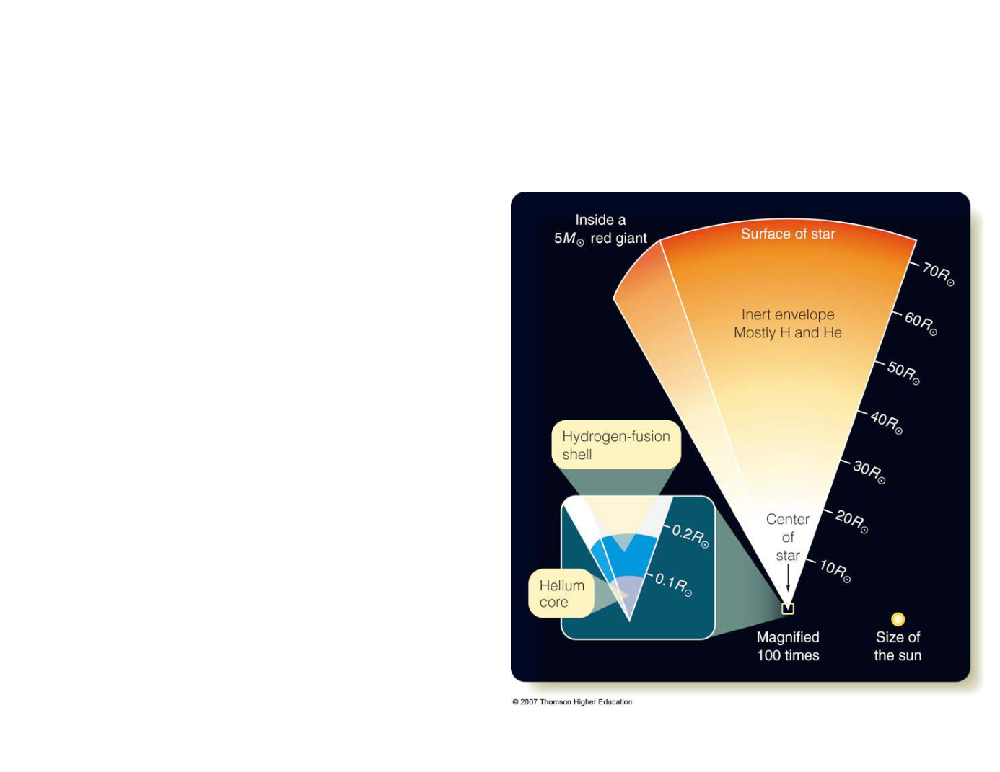 Inside a
5M☉ red giant
Surface of star
70R☉
Inert envelope
Mostly H and He
60R☉
50R☉
40R☉
Hydrogen-fusion
shell
30R☉
Center
of
star
20R☉
10R☉
0.2R☉
0.1R☉
Helium
core
Magnified
100 times
Size of
the sun
© 2007 Thomson Higher Education